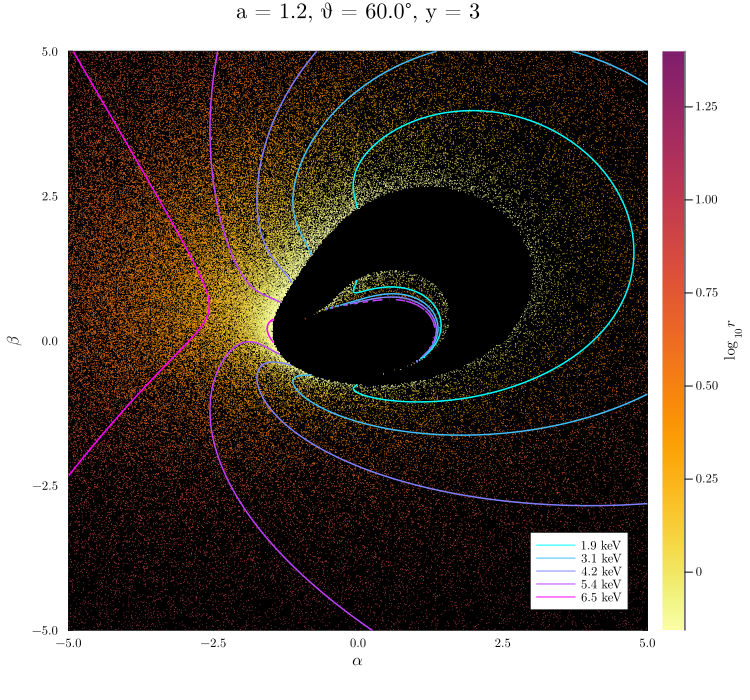 a = 1.2, ϑ = 60.0°, y = 3
5.0
2.5
0.0
−2.5
−5.0
β
−5.0
−2.5
0.0
2.5
5.0
α
1.9 keV
3.1 keV
4.2 keV
5.4 keV
6.5 keV
1.25
1.00
0.75
0.50
0.25
0
log₁₀ r